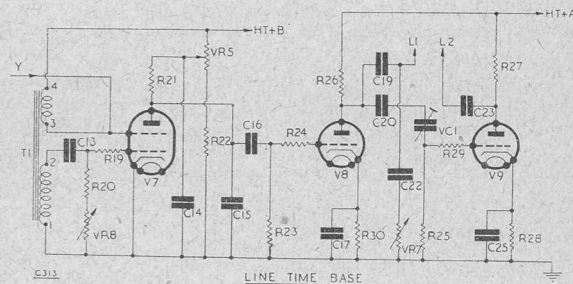 HT+B
HT+A
Y
4
3
T1
2
1
C13
R19
R20
VR8
R21
V7
VR5
R22
C14
C15
C16
R23
R24
R26
V8
C17
R30
C19
C20
L1
L2
C22
VR7
VC1
R25
R29
C23
R27
V9
C25
R28
C313
LINE TIME BASE